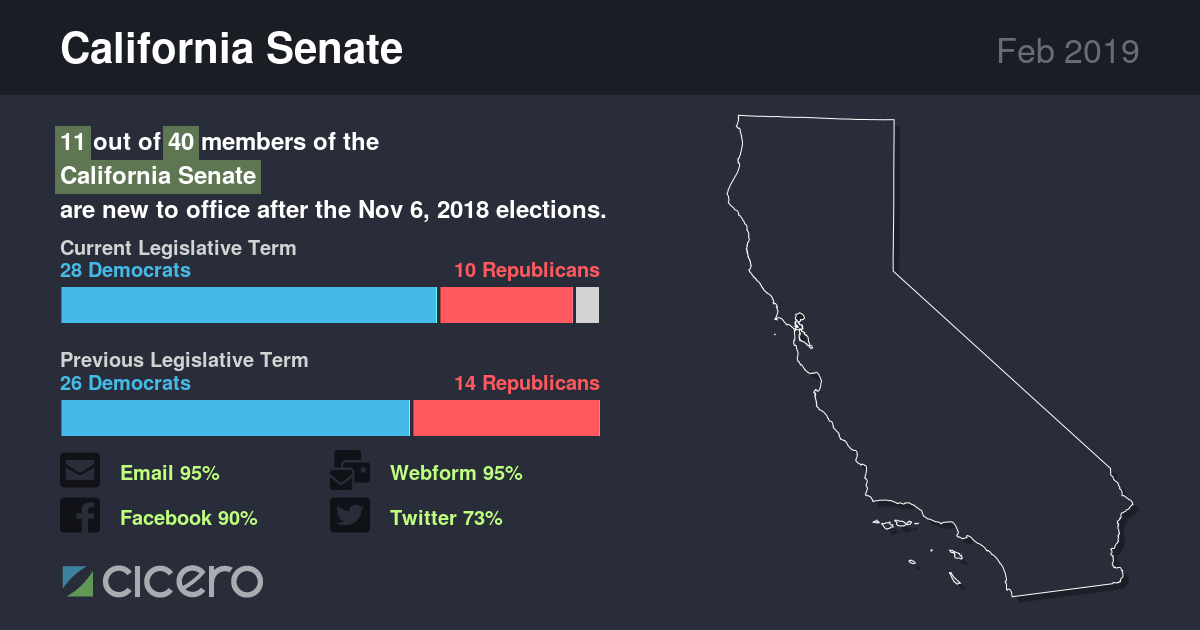 California Senate
Feb 2019
11 out of 40 members of the
California Senate
are new to office after the Nov 6, 2018 elections.
Current Legislative Term
28 Democrats
10 Republicans
Previous Legislative Term
26 Democrats
14 Republicans
Email 95%
Webform 95%
Facebook 90%
Twitter 73%
cicero